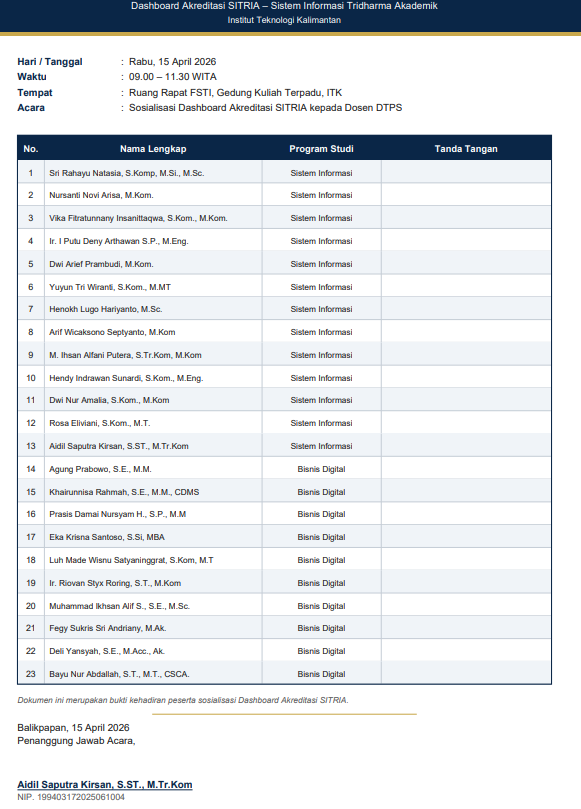 Dashboard Akreditasi SITRIA – Sistem Informasi Tridharma Akademik
Institut Teknologi Kalimantan
Hari / Tanggal : Rabu, 15 April 2026
Waktu : 09.00 – 11.30 WITA
Tempat : Ruang Rapat FSTI, Gedung Kuliah Terpadu, ITK
Acara : Sosialisasi Dashboard Akreditasi SITRIA kepada Dosen DTPS
No. Nama Lengkap Program Studi Tanda Tangan
1 Sri Rahayu Natasia, S.Komp, M.Si., M.Sc. Sistem Informasi
2 Nursanti Novi Arisa, M.Kom. Sistem Informasi
3 Vika Fitratunnany Insanittaqwa, S.Kom., M.Kom. Sistem Informasi
4 Ir. I Putu Deny Arthawan S.P., M.Eng. Sistem Informasi
5 Dwi Arief Prambudi, M.Kom. Sistem Informasi
6 Yuyun Tri Wiranti, S.Kom., M.MT Sistem Informasi
7 Henokh Lugo Hariyanto, M.Sc. Sistem Informasi
8 Arif Wicaksono Septyanto, M.Kom Sistem Informasi
9 M. Ihsan Alfani Putera, S.Tr.Kom, M.Kom Sistem Informasi
10 Hendy Indrawan Sunardi, S.Kom., M.Eng. Sistem Informasi
11 Dwi Nur Amalia, S.Kom., M.Kom Sistem Informasi
12 Rosa Eliviani, S.Kom., M.T. Sistem Informasi
13 Aidil Saputra Kirsan, S.ST., M.Tr.Kom Sistem Informasi
14 Agung Prabowo, S.E., M.M. Bisnis Digital
15 Khairunnisa Rahmah, S.E., M.M., CDMS Bisnis Digital
16 Prasis Damai Nursyam H., S.P., M.M Bisnis Digital
17 Eka Krisna Santoso, S.Si, MBA Bisnis Digital
18 Luh Made Wisnu Satyaninggrat, S.Kom, M.T Bisnis Digital
19 Ir. Riovan Styx Roring, S.T., M.Kom Bisnis Digital
20 Muhammad Ikhsan Alif S., S.E., M.Sc. Bisnis Digital
21 Fegy Sukris Sri Andriany, M.Ak. Bisnis Digital
22 Deli Yansyah, S.E., M.Acc., Ak. Bisnis Digital
23 Bayu Nur Abdallah, S.T., M.T., CSCA. Bisnis Digital
Dokumen ini merupakan bukti kehadiran peserta sosialisasi Dashboard Akreditasi SITRIA.
Balikpapan, 15 April 2026
Penanggung Jawab Acara,
Aidil Saputra Kirsan, S.ST., M.Tr.Kom
NIP. 199403172025061004